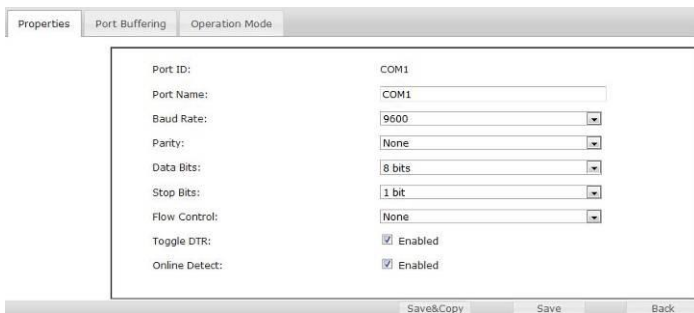 Properties Port Buffering Operation Mode
Port ID: COM1
Port Name: COM1
Baud Rate: 9600
Parity: None
Data Bits: 8 bits
Stop Bits: 1 bit
Flow Control: None
Toggle DTR: Enabled
Online Detect: Enabled
Save&Copy Save Back